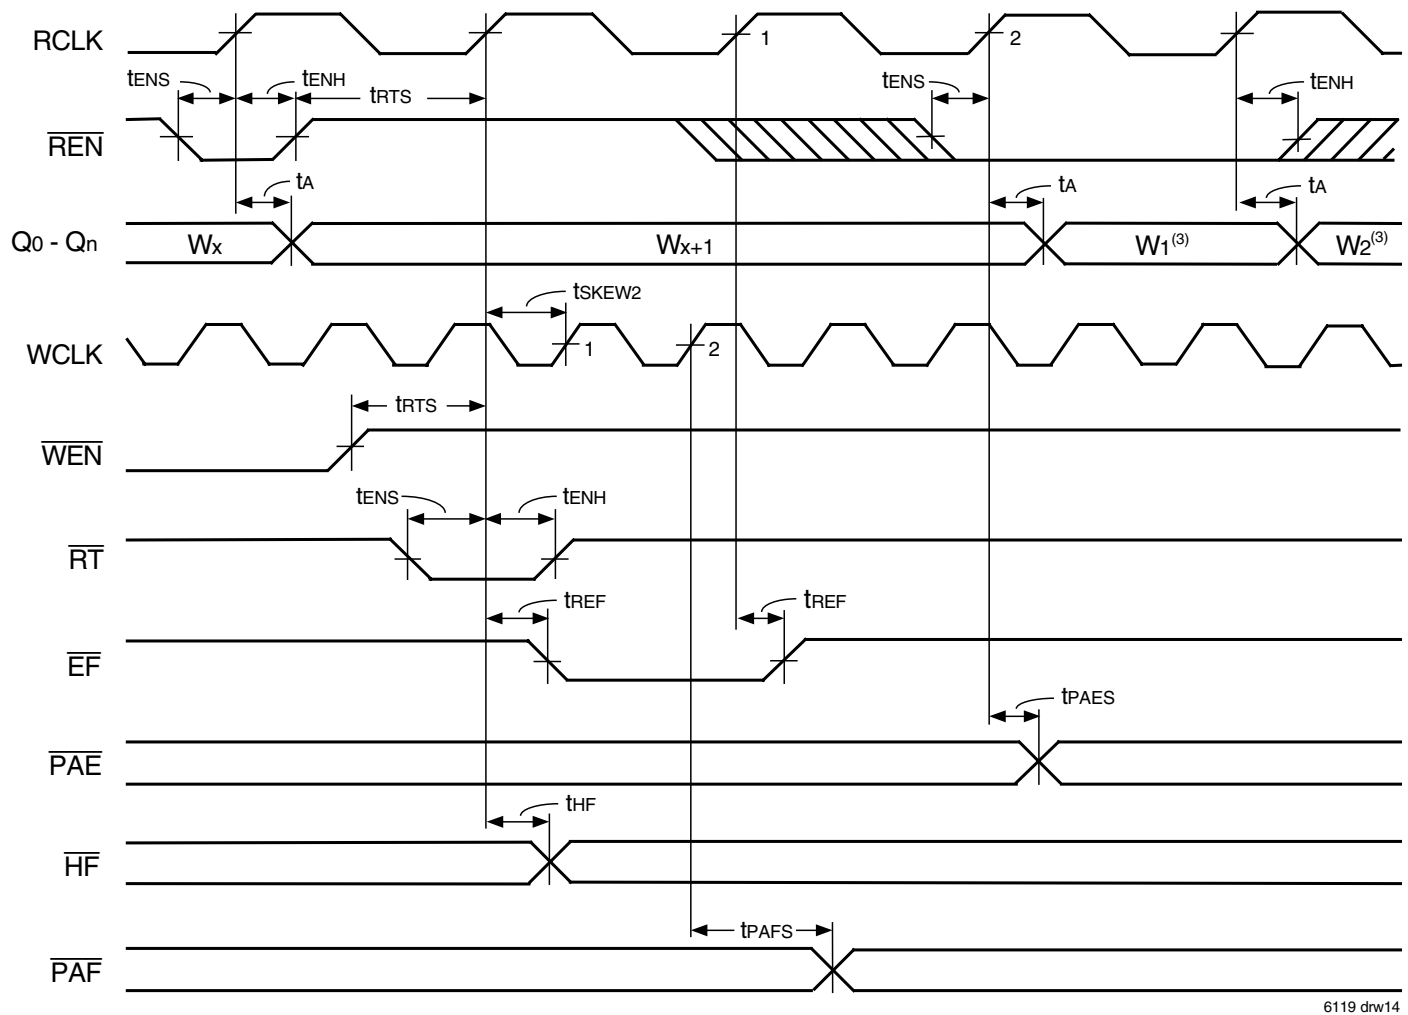 RCLK 1 2
tENS tENH tRTS tENS tENH
REN
tA tA tA
Q0 - Qn Wx Wx+1 W1(3) W2(3)
tSKEW2
WCLK 1 2
tRTS
WEN
tENS tENH
RT
tREF tREF
EF
tPAES
PAE
tHF
HF
tPAFS
PAF
6119 drw14